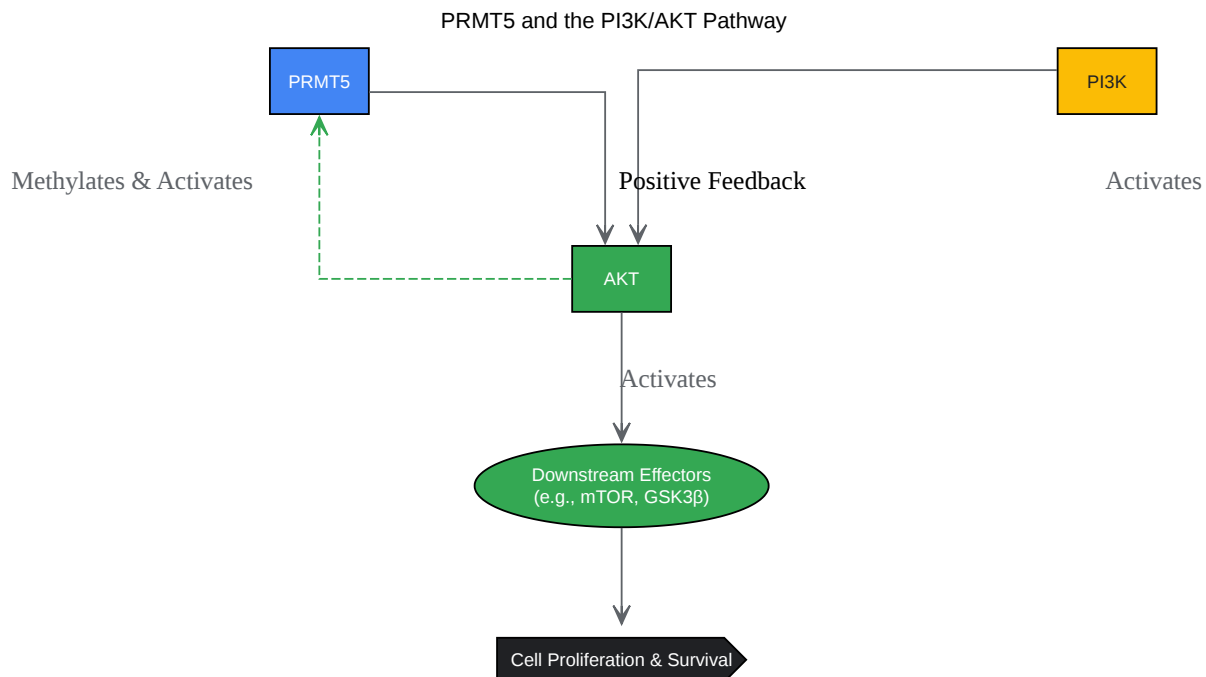 PRMT5 and the PI3K/AKT Pathway
PRMT5
PI3K
Methylates & Activates
Positive Feedback
Activates
AKT
Activates
Downstream Effectors
(e.g., mTOR, GSK3β)
Cell Proliferation & Survival